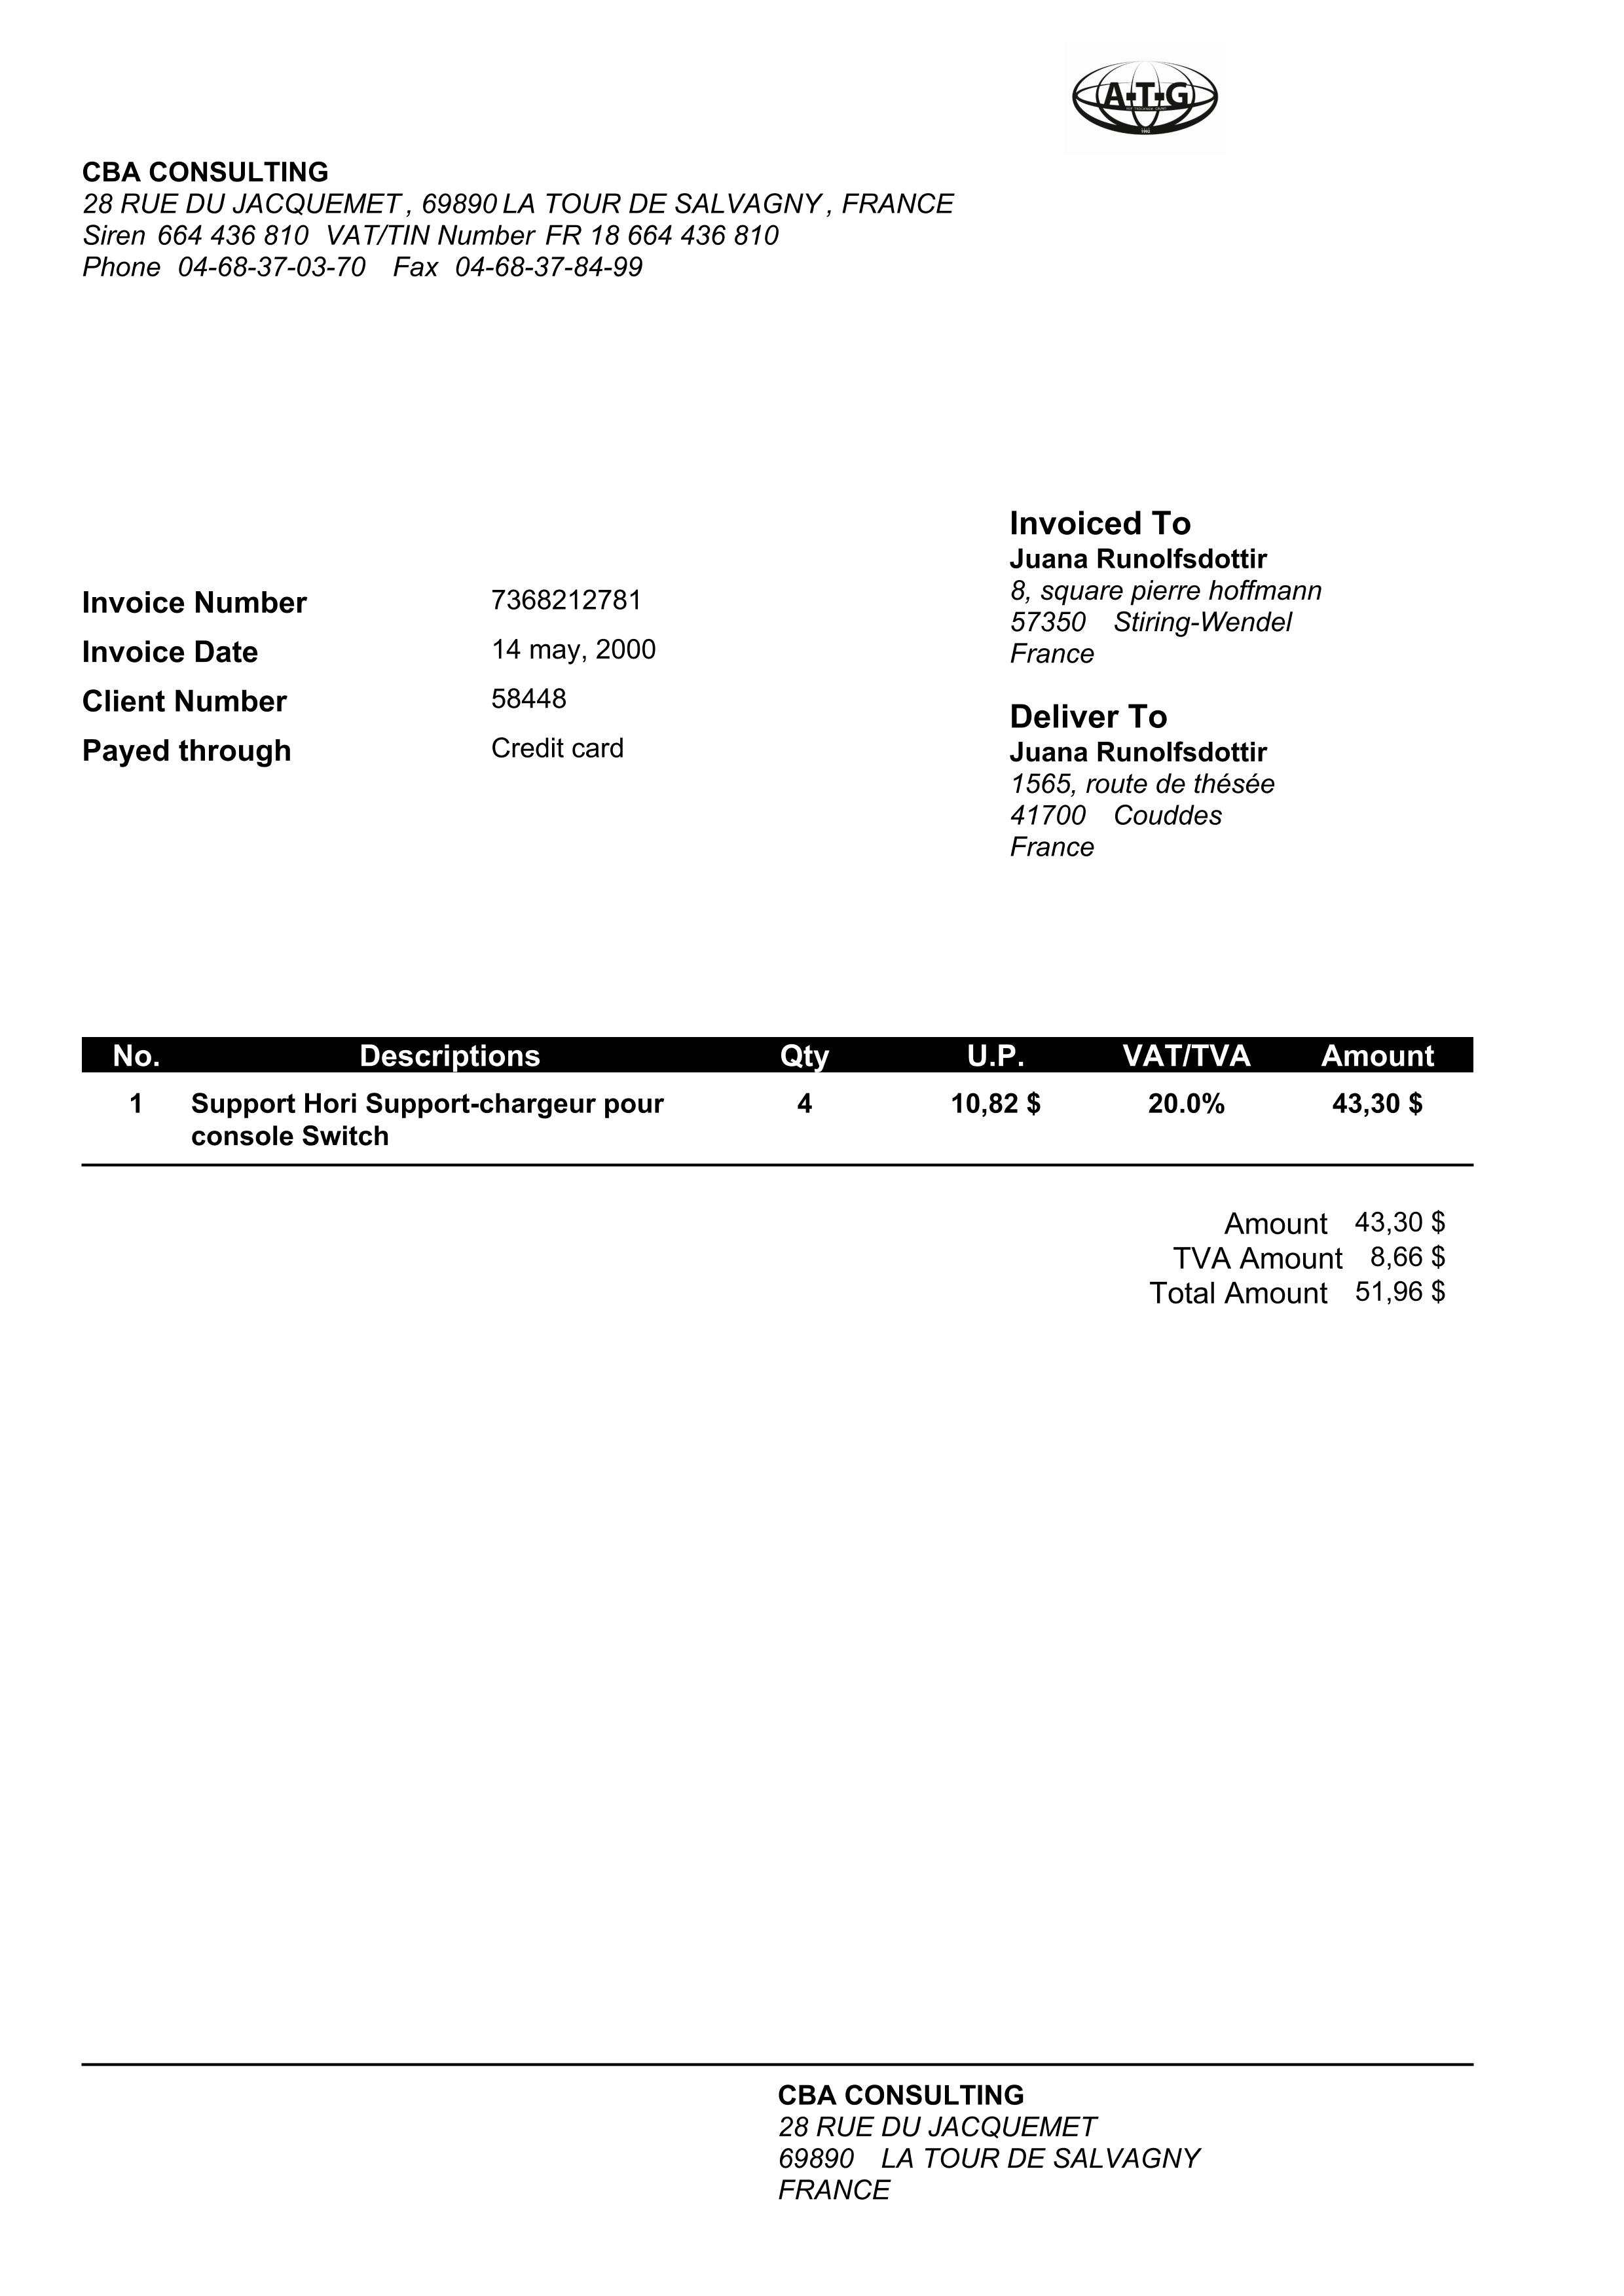 A-T-G
CBA CONSULTING
28 RUE DU JACQUEMET , 69890 LA TOUR DE SALVAGNY , FRANCE
Siren 664 436 810 VAT/TIN Number FR 18 664 436 810
Phone 04-68-37-03-70 Fax 04-68-37-84-99
Invoiced To
Juana Runolfsdottir
8, square pierre hoffmann
57350 Stiring-Wendel
France
Invoice Number 7368212781
Invoice Date 14 may, 2000
Client Number 58448
Payed through Credit card
Deliver To
Juana Runolfsdottir
1565, route de thésée
41700 Couddes
France
No. Descriptions Qty U.P. VAT/TVA Amount
1 Support Hori Support-chargeur pour 4 10,82 $ 20.0% 43,30 $
console Switch
Amount 43,30 $
TVA Amount 8,66 $
Total Amount 51,96 $
CBA CONSULTING
28 RUE DU JACQUEMET
69890 LA TOUR DE SALVAGNY
FRANCE